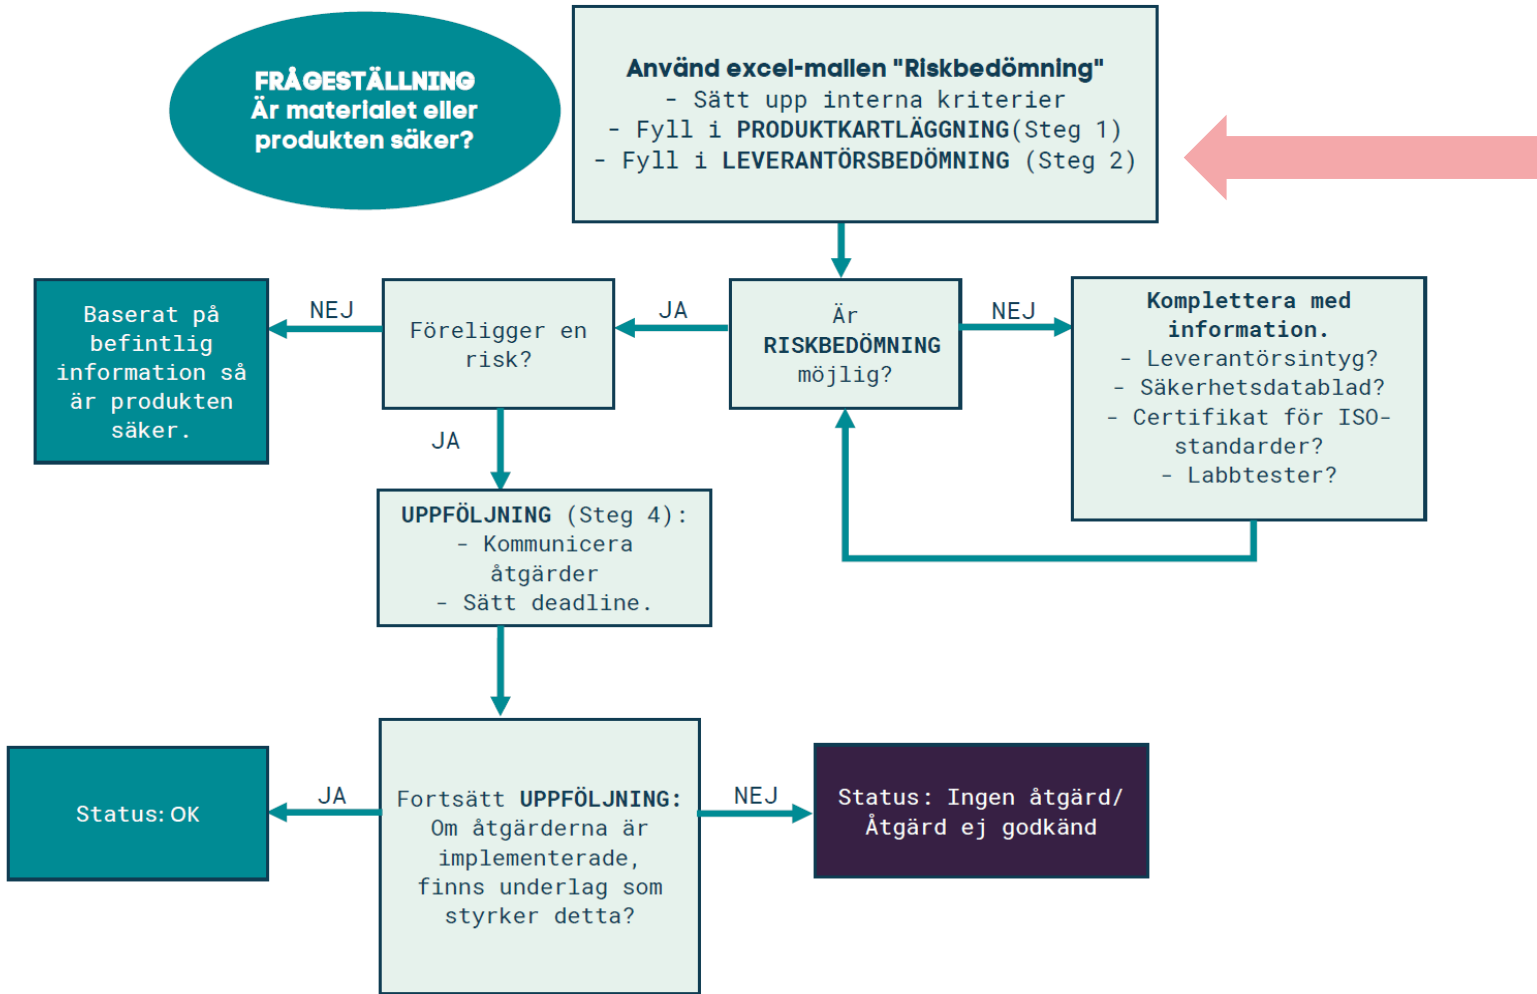 FRÅGESTÄLLNING
Är materialet eller
produkten säker?
Använd excel-mallen "Riskbedömning"
- Sätt upp interna kriterier
- Fyll i PRODUKTKARTLÄGGNING(Steg 1)
- Fyll i LEVERANTÖRSBEDÖMNING (Steg 2)
Baserat på
befintlig
information så
är produkten
säker.
NEJ
Föreligger en
risk?
JA
Är
RISKBEDÖMNING
möjlig?
NEJ
Komplettera med
information.
- Leverantörsintyg?
- Säkerhetsdatablad?
- Certifikat för ISO-
standarder?
- Labbtester?
JA
UPPFÖLJNING (Steg 4):
- Kommunicera
åtgärder
- Sätt deadline.
Status: OK
JA
Fortsätt UPPFÖLJNING:
Om åtgärderna är
implementerade,
finns underlag som
styrker detta?
NEJ
Status: Ingen åtgärd/
Åtgärd ej godkänd